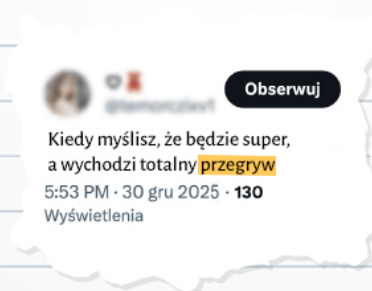 Obserwuj
Kiedy myślisz, że będzie super,
a wychodzi totalny przegryw
5:53 PM · 30 gru 2025 · 130
Wyświetlenia